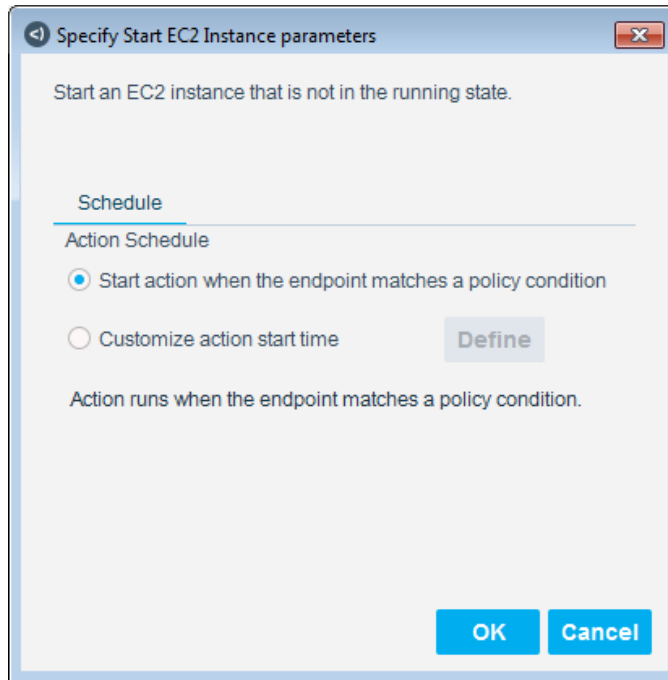 Specify Start EC2 Instance parameters
Start an EC2 instance that is not in the running state.
Schedule
Action Schedule
Start action when the endpoint matches a policy condition
Customize action start time
Define
Action runs when the endpoint matches a policy condition.
OK
Cancel